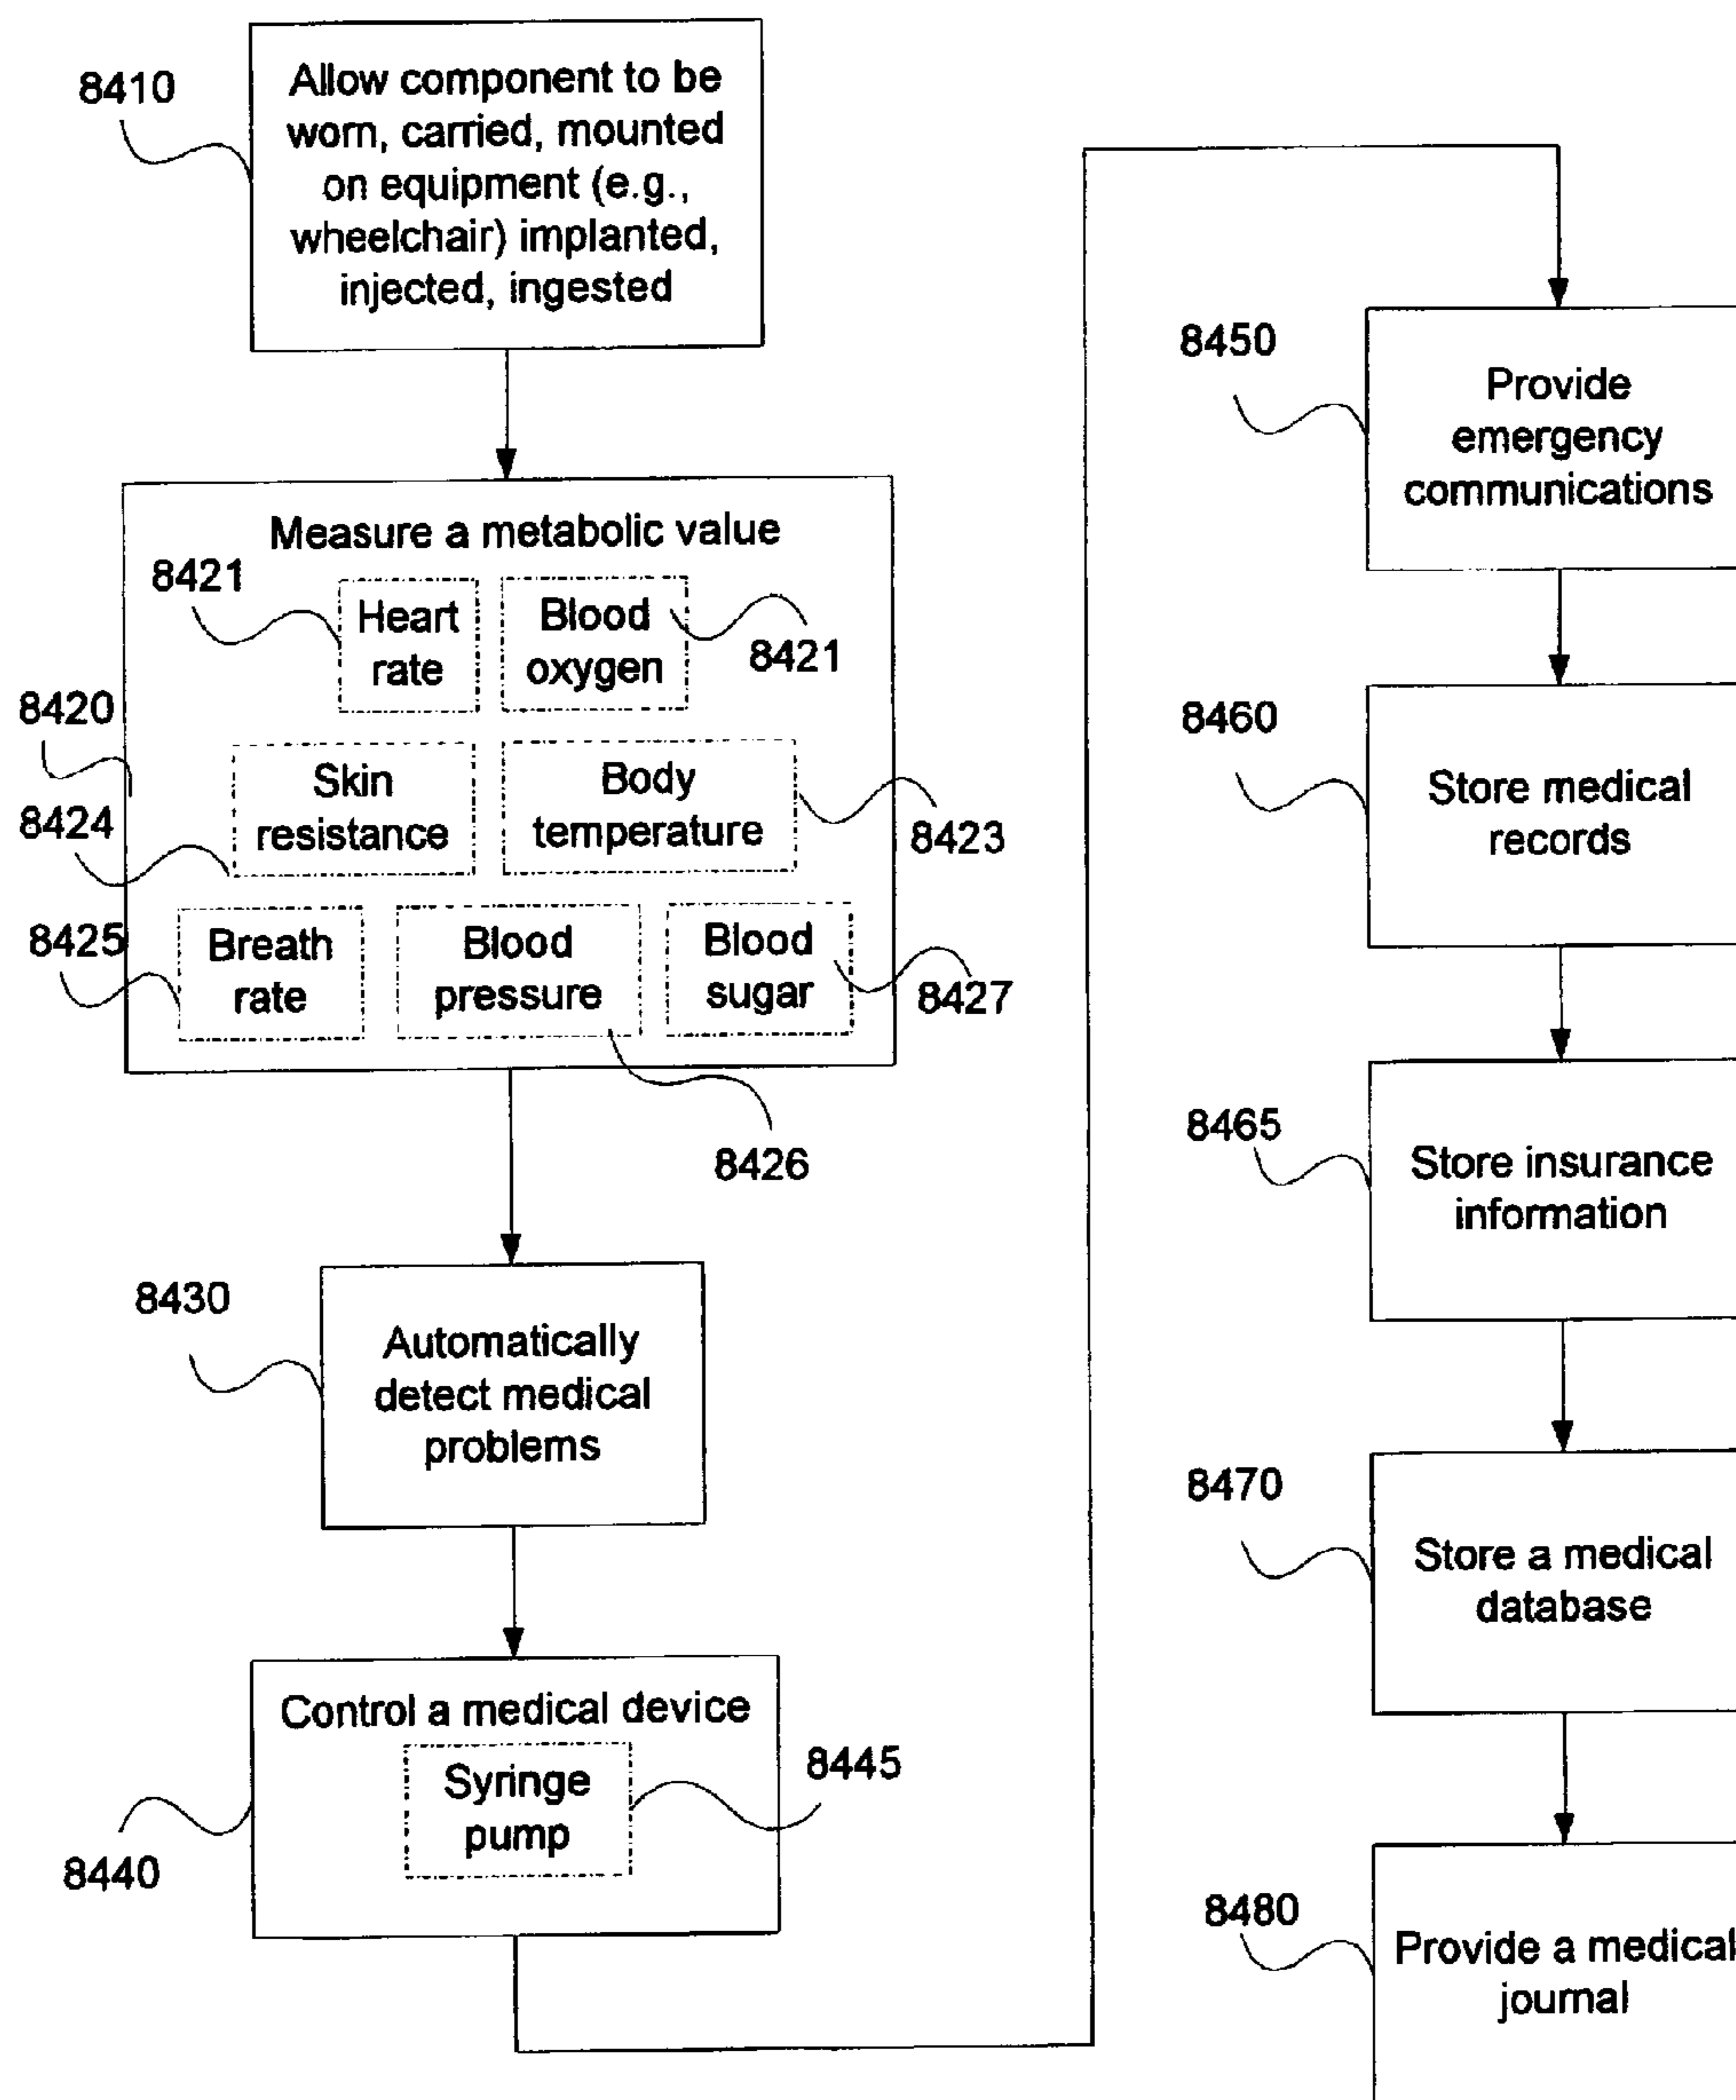 8410
Allow component to be
worn, carried, mounted
on equipment (e.g.,
wheelchair) implanted,
injected, ingested
Measure a metabolic value
8421
Heart
rate
Blood
oxygen
8421
8420
Skin
resistance
8424
Body
temperature
8423
8425
Breath
rate
Blood
pressure
Blood
sugar
8427
8426
8430
Automatically
detect medical
problems
Control a medical device
Syringe
pump
8445
8440
8450
Provide
emergency
communications
8460
Store medical
records
8465
Store insurance
information
8470
Store a medical
database
8480
Provide a medical
journal